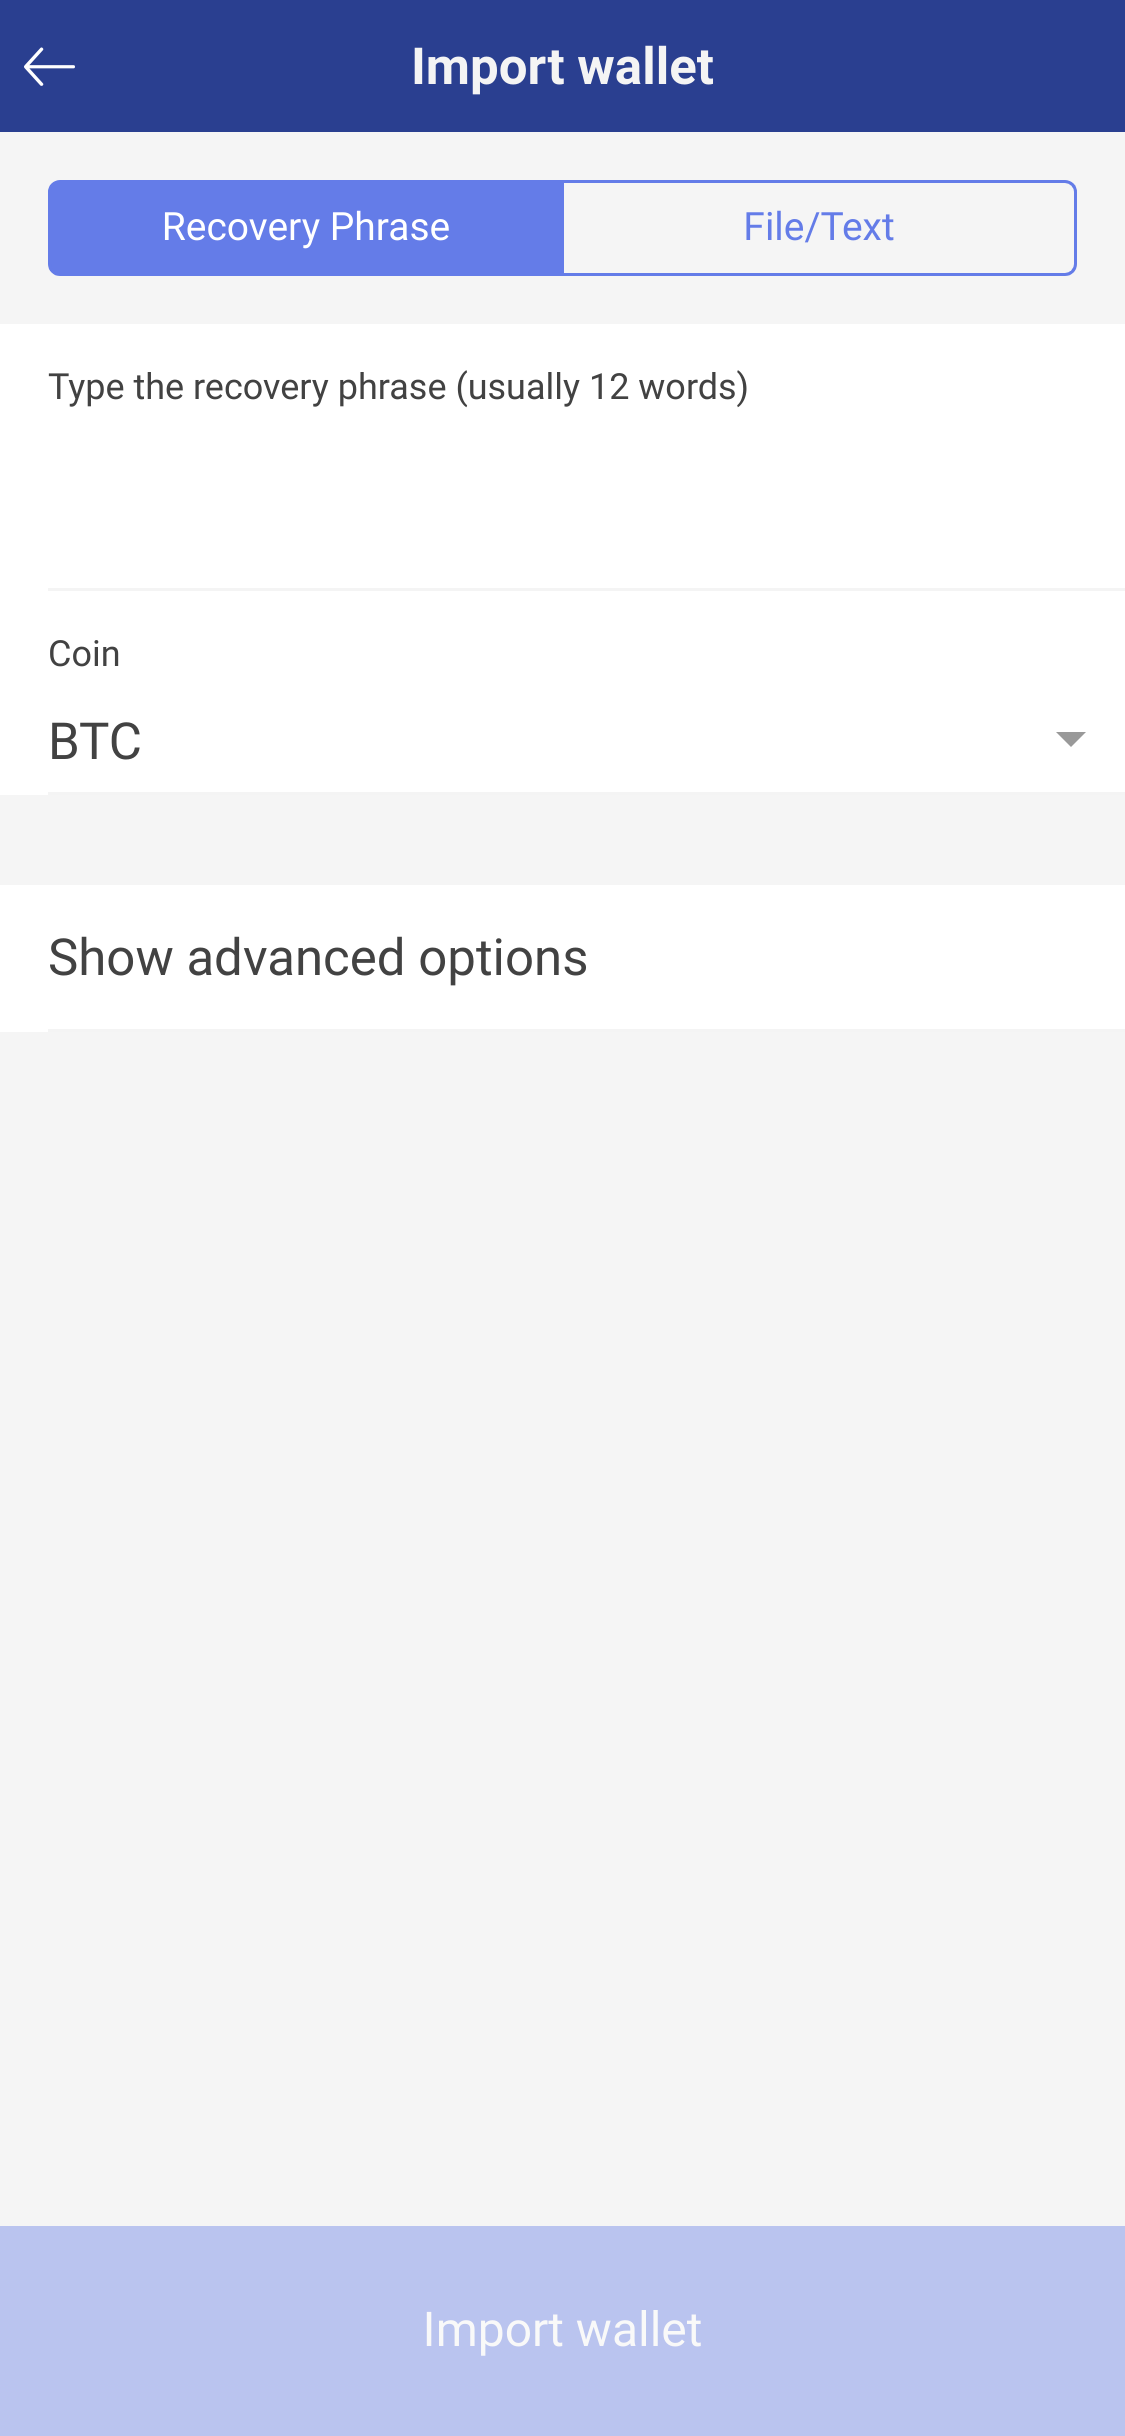 Import wallet
Recovery Phrase
File/Text
Type the recovery phrase (usually 12 words)
Coin
BTC
Show advanced options
Import wallet